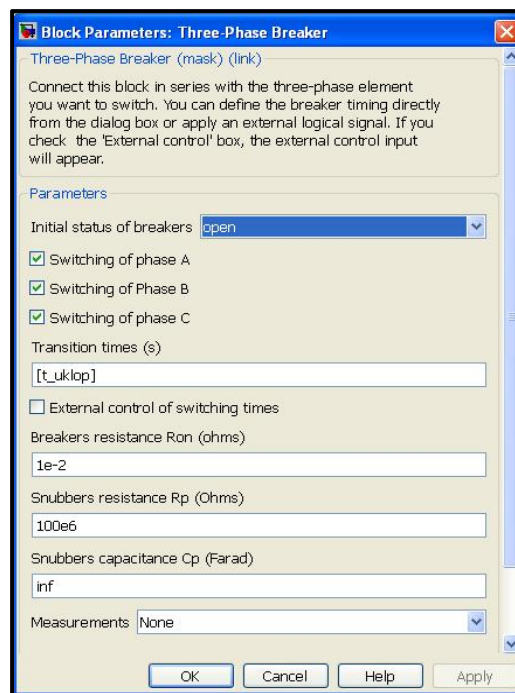 Block Parameters: Three-Phase Breaker
Three-Phase Breaker (mask) (link)
Connect this block in series with the three-phase element
you want to switch. You can define the breaker timing directly
from the dialog box or apply an external logical signal. If you
check the 'External control' box, the external control input
will appear.
Parameters
Initial status of breakers open
Switching of phase A
Switching of Phase B
Switching of phase C
Transition times (s)
[t_uklop]
External control of switching times
Breakers resistance Ron (ohms)
1e-2
Snubbers resistance Rp (Ohms)
100e6
Snubbers capacitance Cp (Farad)
inf
Measurements None
OK Cancel Help Apply